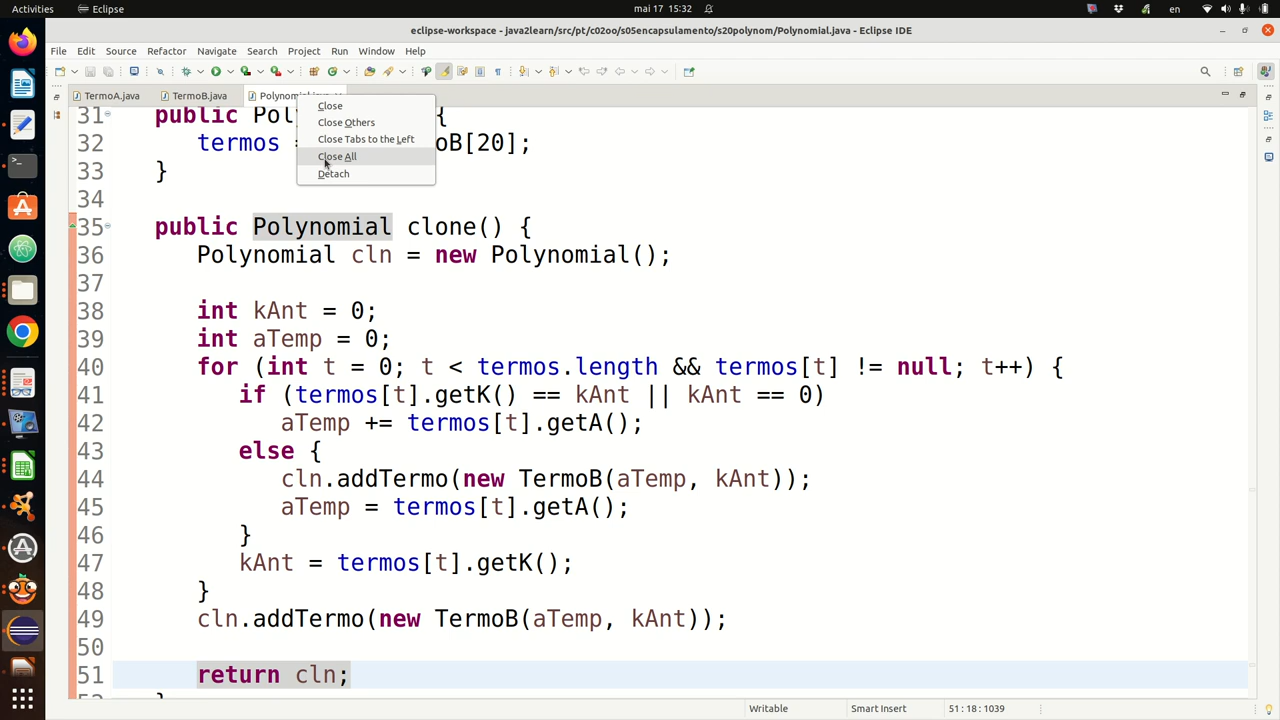 Activities Eclipse mai 17 15:32 en
eclipse-workspace - java2learn/src/pt/c02oo/s05encapsulamento/s20polynom/Polynomial.java - Eclipse IDE
File Edit Source Refactor Navigate Search Project Run Window Help
TermoA.java TermoB.java
Close
Close Others
Close Tabs to the Left
Close All
Detach
31 public {
32 termos oB[20];
33 }
34
35 public Polynomial clone() {
36 Polynomial cln = new Polynomial();
37
38 int kAnt = 0;
39 int aTemp = 0;
40 for (int t = 0; t < termos.length && termos[t] != null; t++) {
41 if (termos[t].getK() == kAnt || kAnt == 0)
42 aTemp += termos[t].getA();
43 else {
44 cln.addTermo(new TermoB(aTemp, kAnt));
45 aTemp = termos[t].getA();
46 }
47 kAnt = termos[t].getK();
48 }
49 cln.addTermo(new TermoB(aTemp, kAnt));
50
51 return cln;
Writable Smart Insert 51 : 18 : 1039